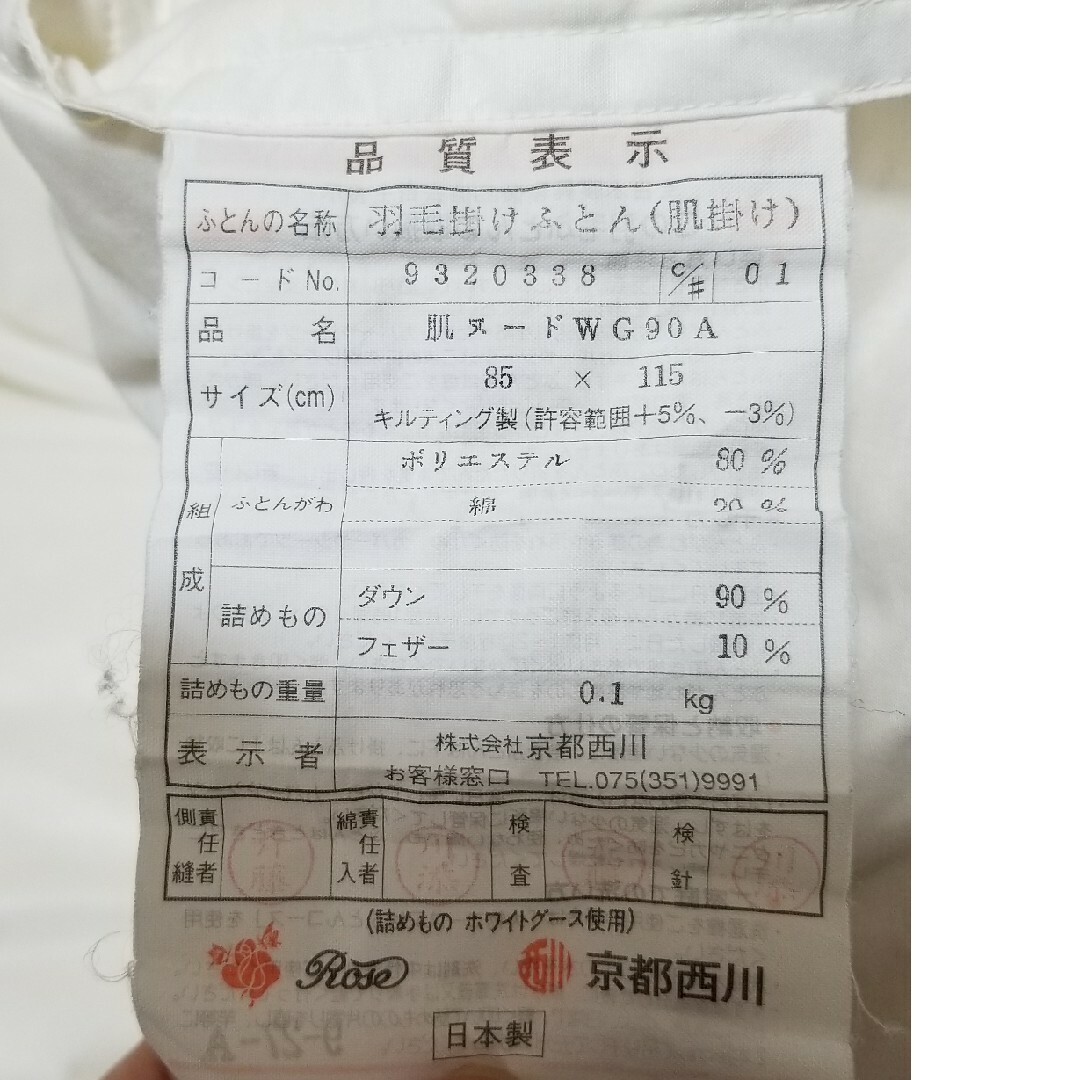 品質表示
ふとんの名称 羽毛掛けふとん(肌掛け)
コードNo. 9320338 C/# 01
品名 肌ヌードWG90A
サイズ(cm) 85 × 115
キルティング製(許容範囲+5%、-3%)
組成 ふとんがわ ポリエステル 80%
綿 20%
詰めもの ダウン 90%
フェザー 10%
詰めもの重量 0.1 kg
表示者 株式会社京都西川
お客様窓口 TEL.075(351)9991
側責任縫者 綿責任入者 検査 検針
(詰めもの ホワイトグース使用)
Rose 京都西川
日本製